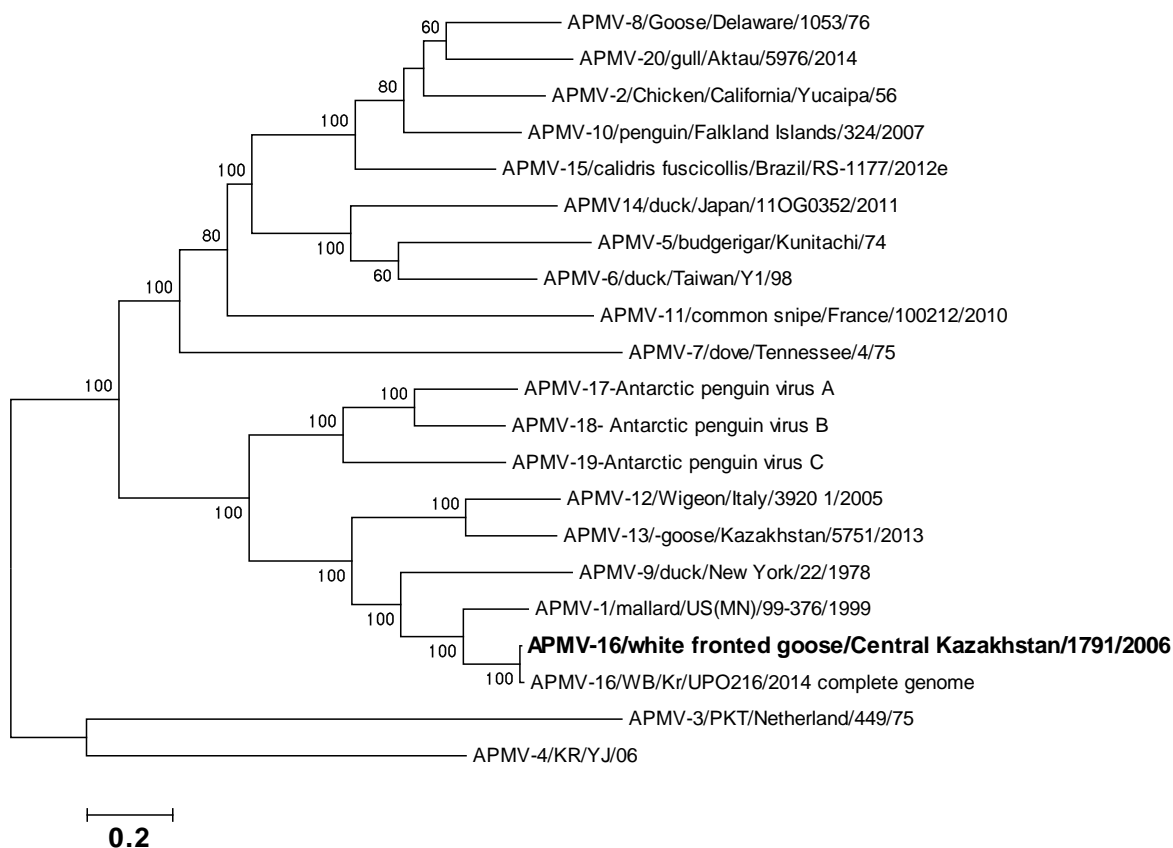 60
APMV-8/Goose/Delaware/1053/76
APMV-20/gull/Aktau/5976/2014
80
APMV-2/Chicken/California/Yucaipa/56
100
APMV-10/penguin/Falkland Islands/324/2007
100
APMV-15/calidris fuscicollis/Brazil/RS-1177/2012e
APMV14/duck/Japan/11OG0352/2011
80
100
APMV-5/budgerigar/Kunitachi/74
60
APMV-6/duck/Taiwan/Y1/98
100
APMV-11/common snipe/France/100212/2010
APMV-7/dove/Tennessee/4/75
100
100
APMV-17-Antarctic penguin virus A
100
APMV-18- Antarctic penguin virus B
APMV-19-Antarctic penguin virus C
100
100
APMV-12/Wigeon/Italy/3920 1/2005
APMV-13/-goose/Kazakhstan/5751/2013
100
APMV-9/duck/New York/22/1978
100
APMV-1/mallard/US(MN)/99-376/1999
100
APMV-16/white fronted goose/Central Kazakhstan/1791/2006
100
APMV-16/WB/Kr/UPO216/2014 complete genome
APMV-3/PKT/Netherland/449/75
APMV-4/KR/YJ/06
0.2